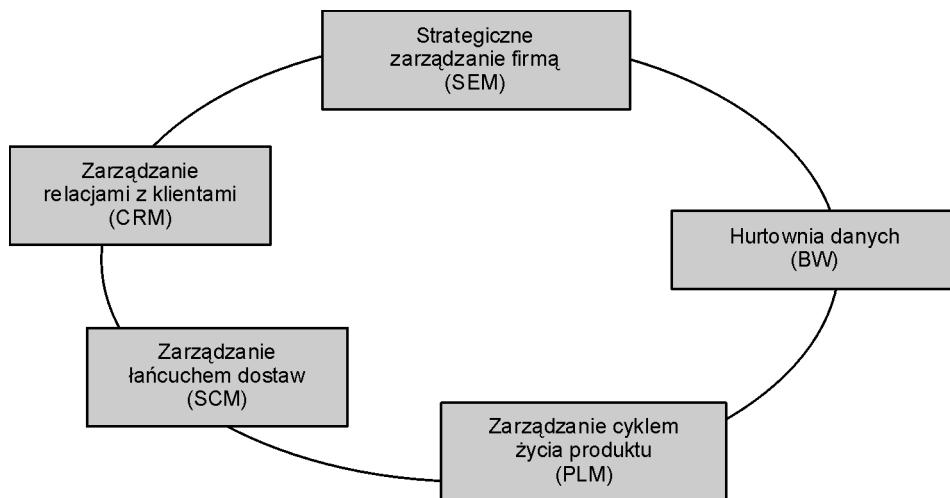 Strategiczne
zarządzanie firmą
(SEM)
Zarządzanie
relacjami z klientami
(CRM)
Hurtownia danych
(BW)
Zarządzanie
łańcuchem dostaw
(SCM)
Zarządzanie cyklem
życia produktu
(PLM)